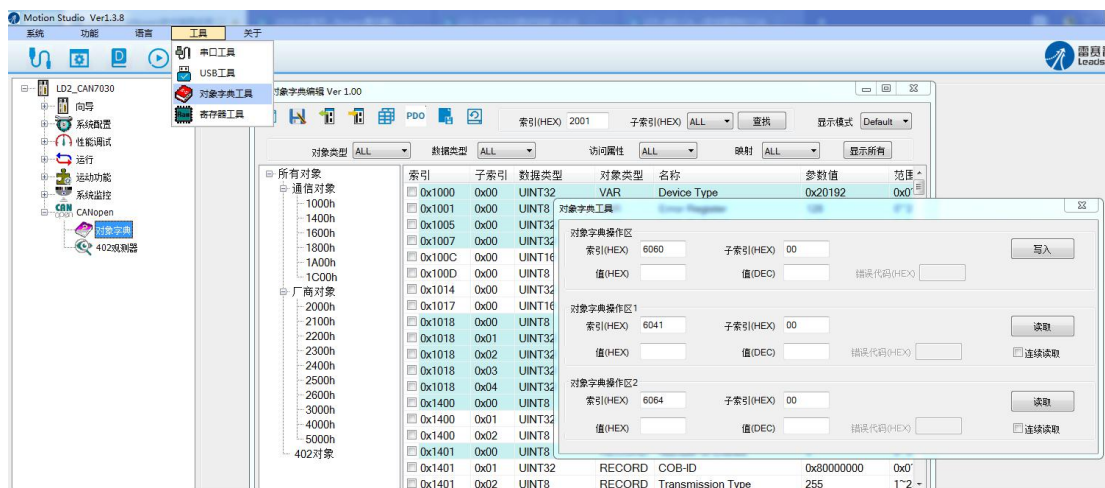 Motion Studio Ver1.3.8
系统 功能 语言 工具 关于
串口工具
USB工具
对象字典工具
寄存器工具
雷赛
Leads
LD2_CAN7030
向导
系统配置
性能调试
运行
运动功能
系统监控
CANopen
对象字典
402观测器
对象字典编辑 Ver 1.00
PDO 索引(HEX) 2001 子索引(HEX) ALL 查找 显示模式 Default
对象类型 ALL 数据类型 ALL 访问属性 ALL 映射 ALL 显示所有
所有对象
通信对象
1000h
1400h
1600h
1800h
1A00h
1C00h
厂商对象
2000h
2100h
2200h
2300h
2400h
2500h
2600h
3000h
4000h
5000h
402对象
索引 子索引 数据类型 对象类型 名称 参数值 范围
0x1000 0x00 UINT32 VAR Device Type 0x20192 0x0
0x1001 0x00 UINT8
0x1005 0x00 UINT32
0x1007 0x00 UINT32
0x100C 0x00 UINT16
0x100D 0x00 UINT8
0x1014 0x00 UINT32
0x1017 0x00 UINT16
0x1018 0x00 UINT8
0x1018 0x01 UINT32
0x1018 0x02 UINT32
0x1018 0x03 UINT32
0x1018 0x04 UINT32
0x1400 0x00 UINT8
0x1400 0x01 UINT32
0x1400 0x02 UINT8
0x1401 0x00 UINT8
0x1401 0x01 UINT32 RECORD COB-ID 0x80000000 0x0
0x1401 0x02 UINT8 RECORD Transmission Type 255 1~2
对象字典工具
对象字典操作区
索引(HEX) 6060 子索引(HEX) 00 写入
值(HEX) 值(DEC) 错误代码(HEX)
对象字典操作区1
索引(HEX) 6041 子索引(HEX) 00 读取
值(HEX) 值(DEC) 错误代码(HEX) 连续读取
对象字典操作区2
索引(HEX) 6064 子索引(HEX) 00 读取
值(HEX) 值(DEC) 错误代码(HEX) 连续读取